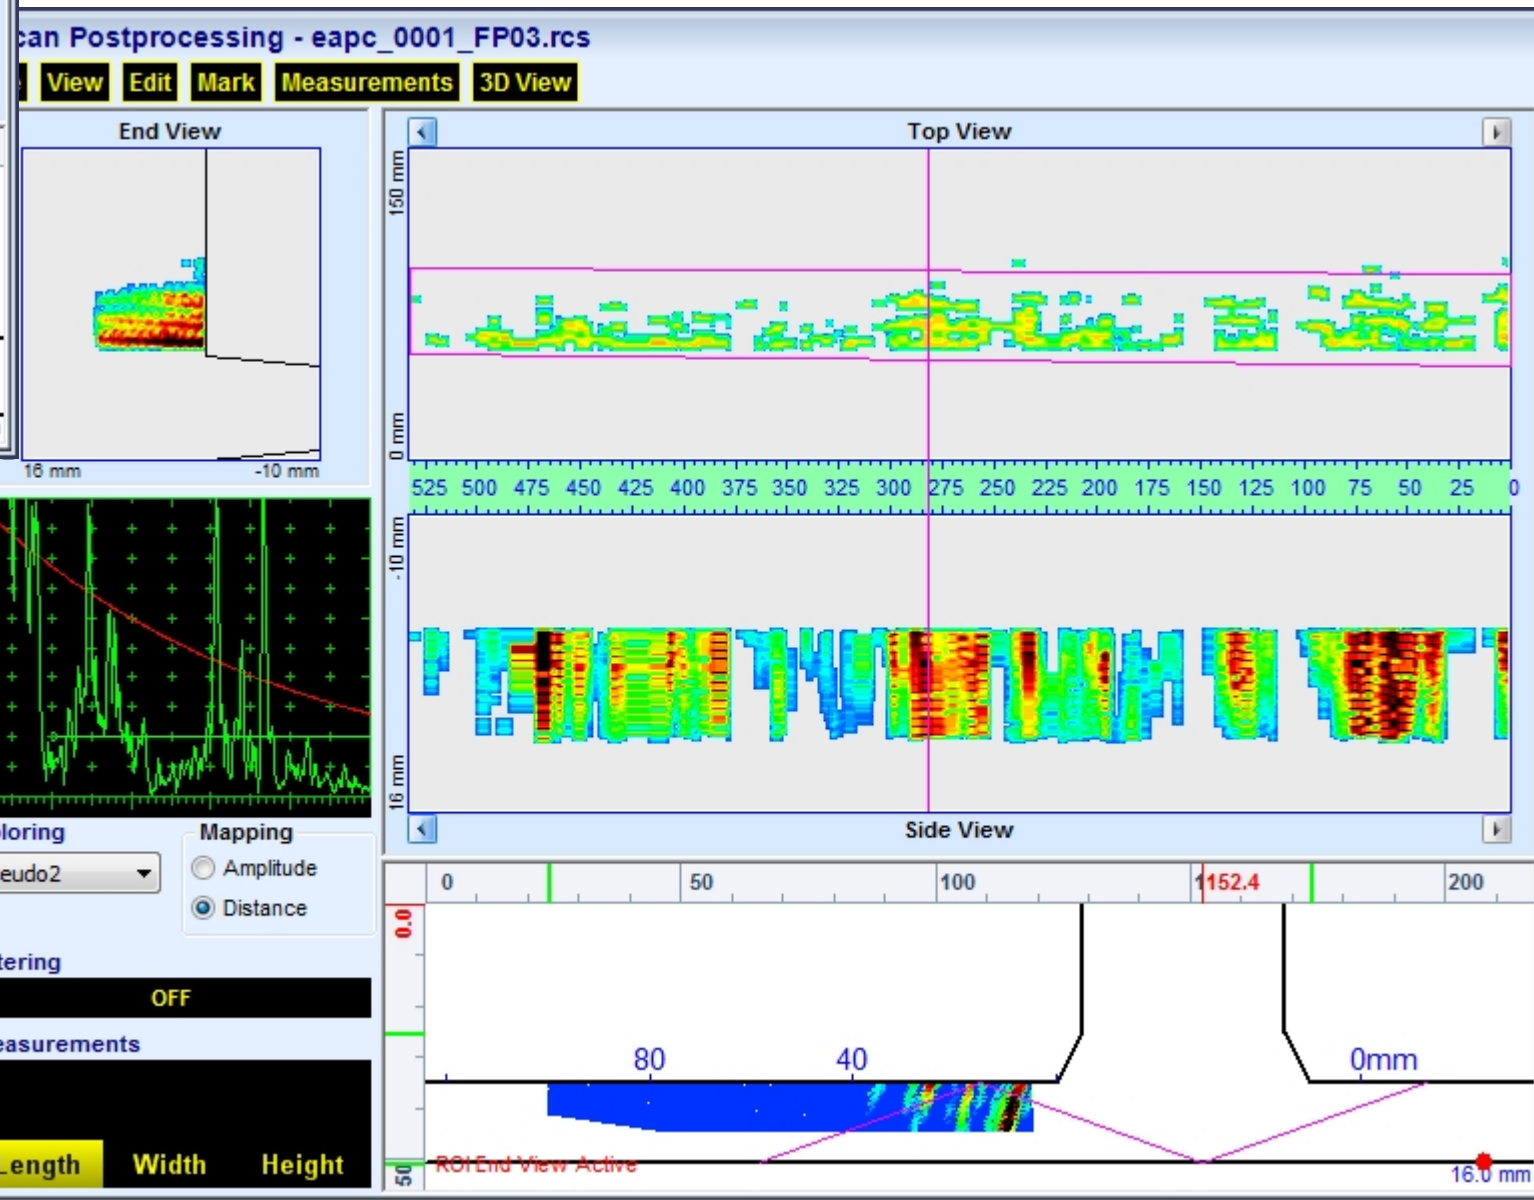 can Postprocessing - eapc_0001_FP03.rcs
View Edit Mark Measurements 3D View
End View
Top View
150 mm
0 mm
16 mm -10 mm
525 500 475 450 425 400 375 350 325 300 275 250 225 200 175 150 125 100 75 50 25 0
-10 mm
16 mm
Side View
loring
Mapping
eudo2
Amplitude
Distance
tering
OFF
easurements
Length Width Height
0 50 100 152.4 200
0.0
80 40 0mm
50
ROI End View Active
16.0 mm